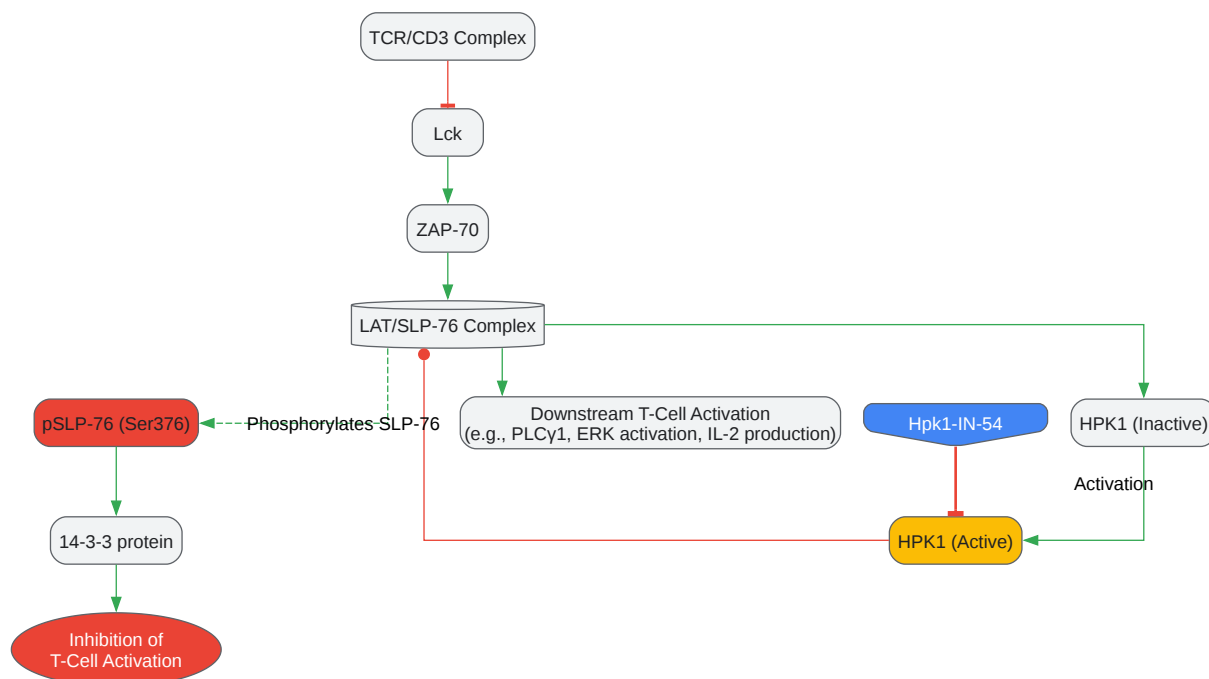 TCR/CD3 Complex
Lck
ZAP-70
LAT/SLP-76 Complex
pSLP-76 (Ser376)
Phosphorylates SLP-76
Downstream T-Cell Activation
(e.g., PLCγ1, ERK activation, IL-2 production)
Hpk1-IN-54
HPK1 (Inactive)
Activation
14-3-3 protein
HPK1 (Active)
Inhibition of
T-Cell Activation